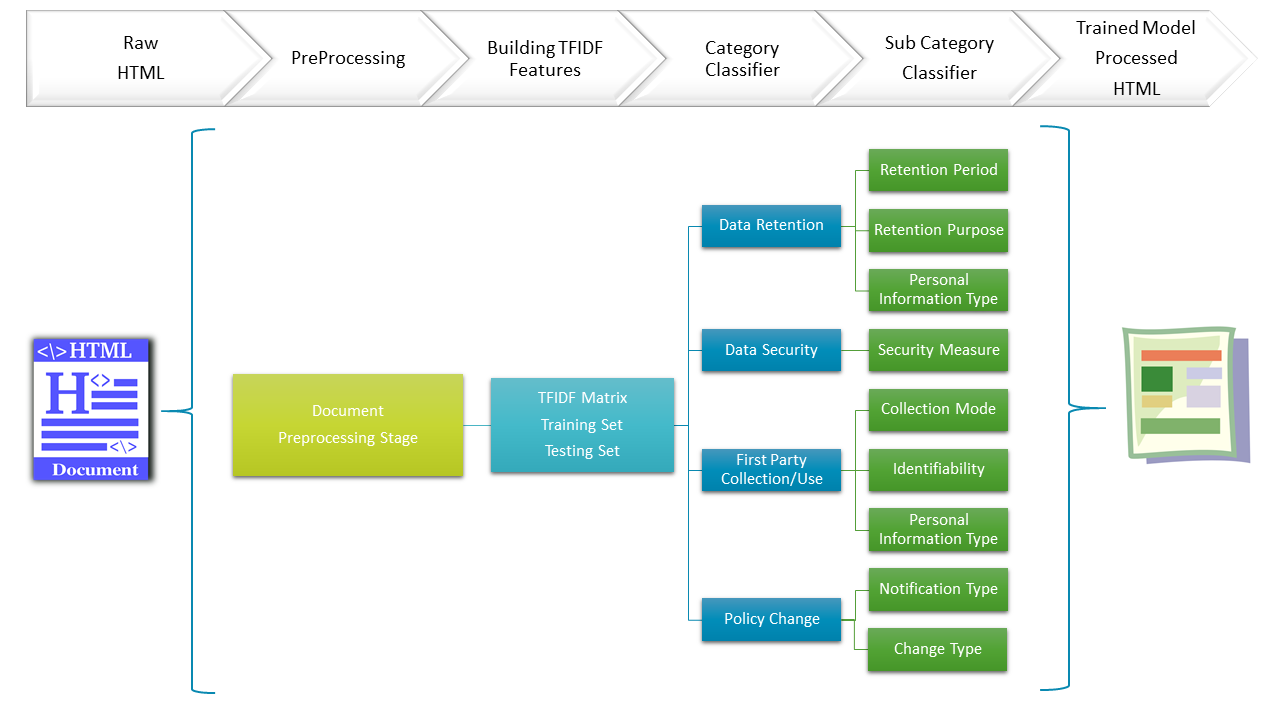 Raw
HTML
PreProcessing
Building TFIDF
Features
Category
Classifier
Sub Category
Classifier
Trained Model
Processed
HTML
<\>HTML
H<>
<\>
Document
Document
Preprocessing Stage
TFIDF Matrix
Training Set
Testing Set
Data Retention
Retention Period
Retention Purpose
Personal
Information Type
Data Security
Security Measure
First Party
Collection/Use
Collection Mode
Identifiability
Personal
Information Type
Policy Change
Notification Type
Change Type